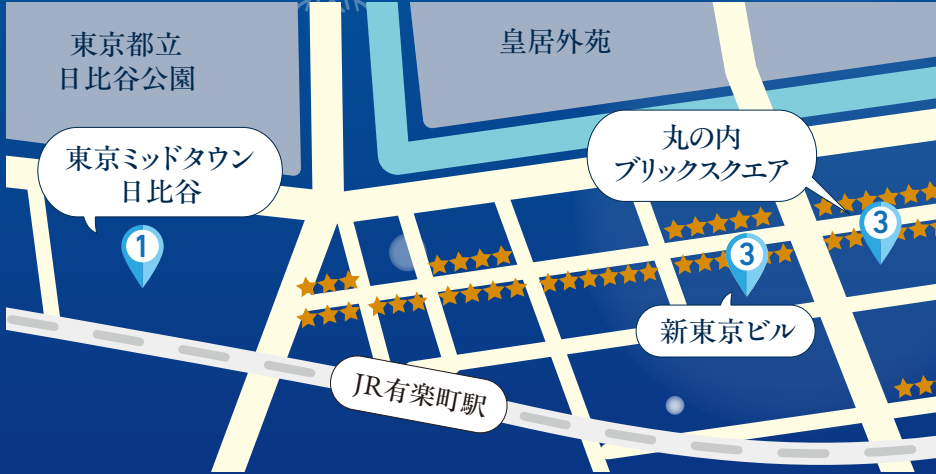 東京都立
日比谷公園
皇居外苑
東京ミッドタウン
日比谷
丸の内
ブリックスクエア
1
3
3
新東京ビル
JR有楽町駅